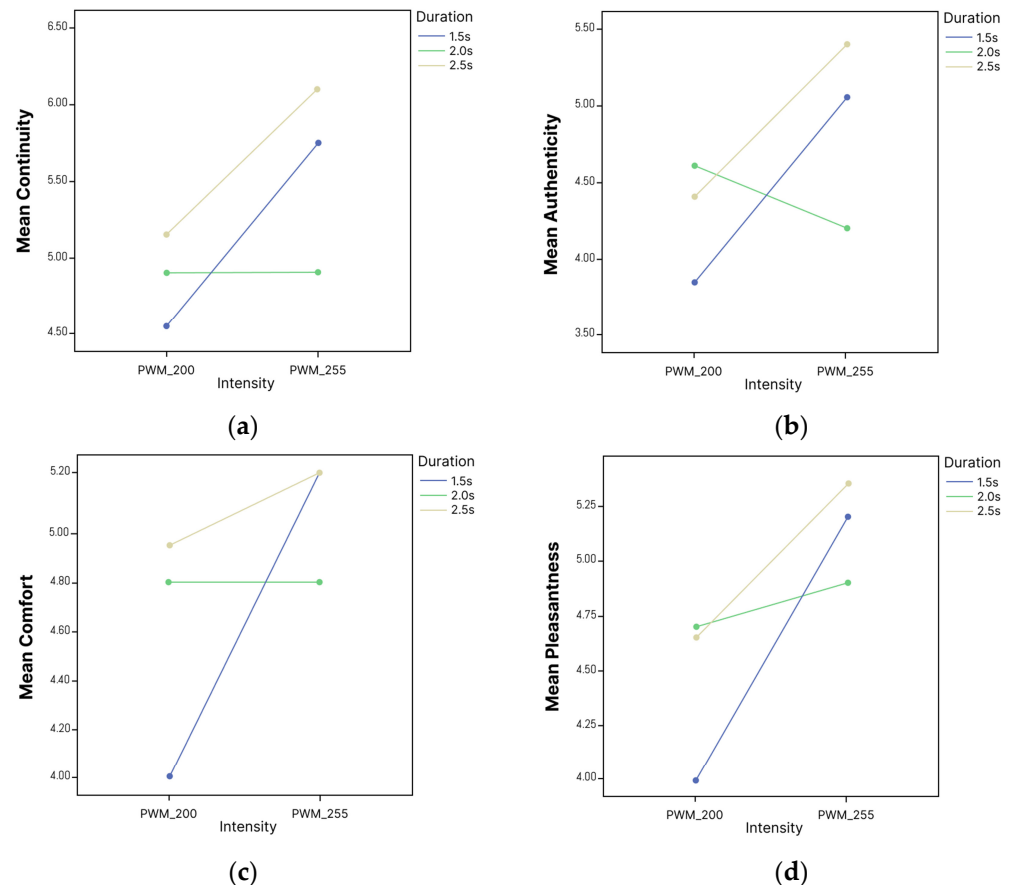 Duration
1.5s
2.0s
2.5s
6.50
6.00
5.50
5.00
4.50
Mean Continuity
PWM_200
PWM_255
Intensity
(a)
Duration
1.5s
2.0s
2.5s
5.50
5.00
4.50
4.00
3.50
Mean Authenticity
PWM_200
PWM_255
Intensity
(b)
Duration
1.5s
2.0s
2.5s
5.20
5.00
4.80
4.60
4.40
4.20
4.00
Mean Comfort
PWM_200
PWM_255
Intensity
(c)
Duration
1.5s
2.0s
2.5s
5.25
5.00
4.75
4.50
4.25
4.00
Mean Pleasantness
PWM_200
PWM_255
Intensity
(d)